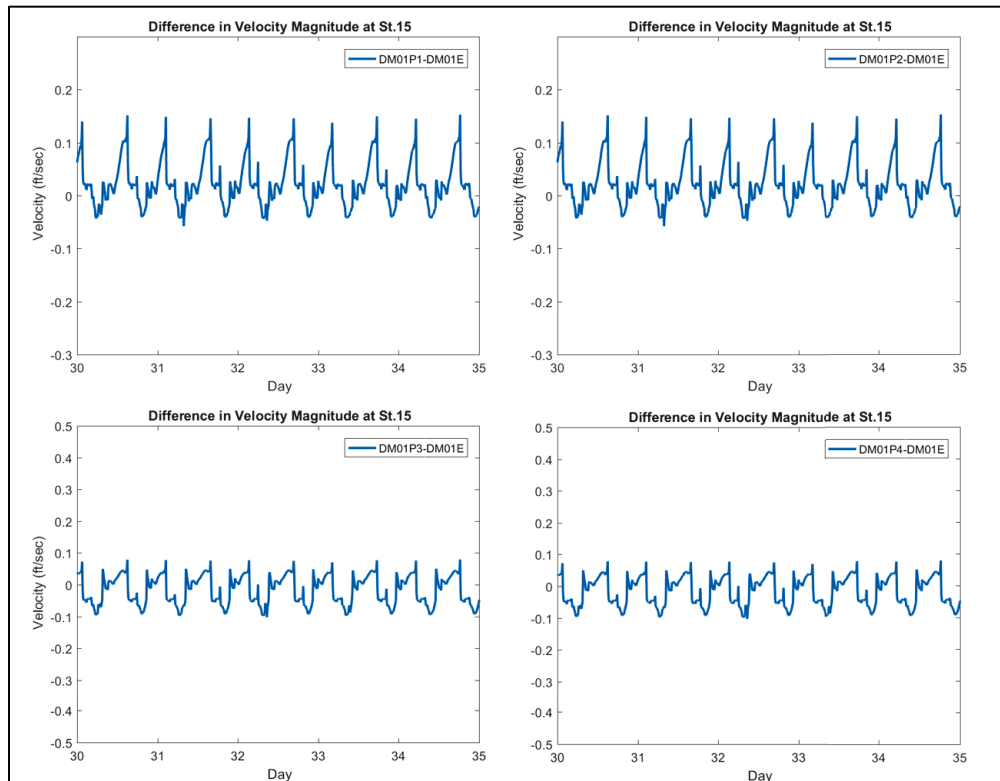 Difference in Velocity Magnitude at St.15
DM01P1-DM01E
0.2
0.1
0
-0.1
-0.2
-0.3
Velocity (ft/sec)
30 31 32 33 34 35
Day
Difference in Velocity Magnitude at St.15
DM01P2-DM01E
0.2
0.1
0
-0.1
-0.2
-0.3
Velocity (ft/sec)
30 31 32 33 34 35
Day
Difference in Velocity Magnitude at St.15
DM01P3-DM01E
0.5
0.4
0.3
0.2
0.1
0
-0.1
-0.2
-0.3
-0.4
-0.5
Velocity (ft/sec)
30 31 32 33 34 35
Day
Difference in Velocity Magnitude at St.15
DM01P4-DM01E
0.5
0.4
0.3
0.2
0.1
0
-0.1
-0.2
-0.3
-0.4
-0.5
30 31 32 33 34 35
Day